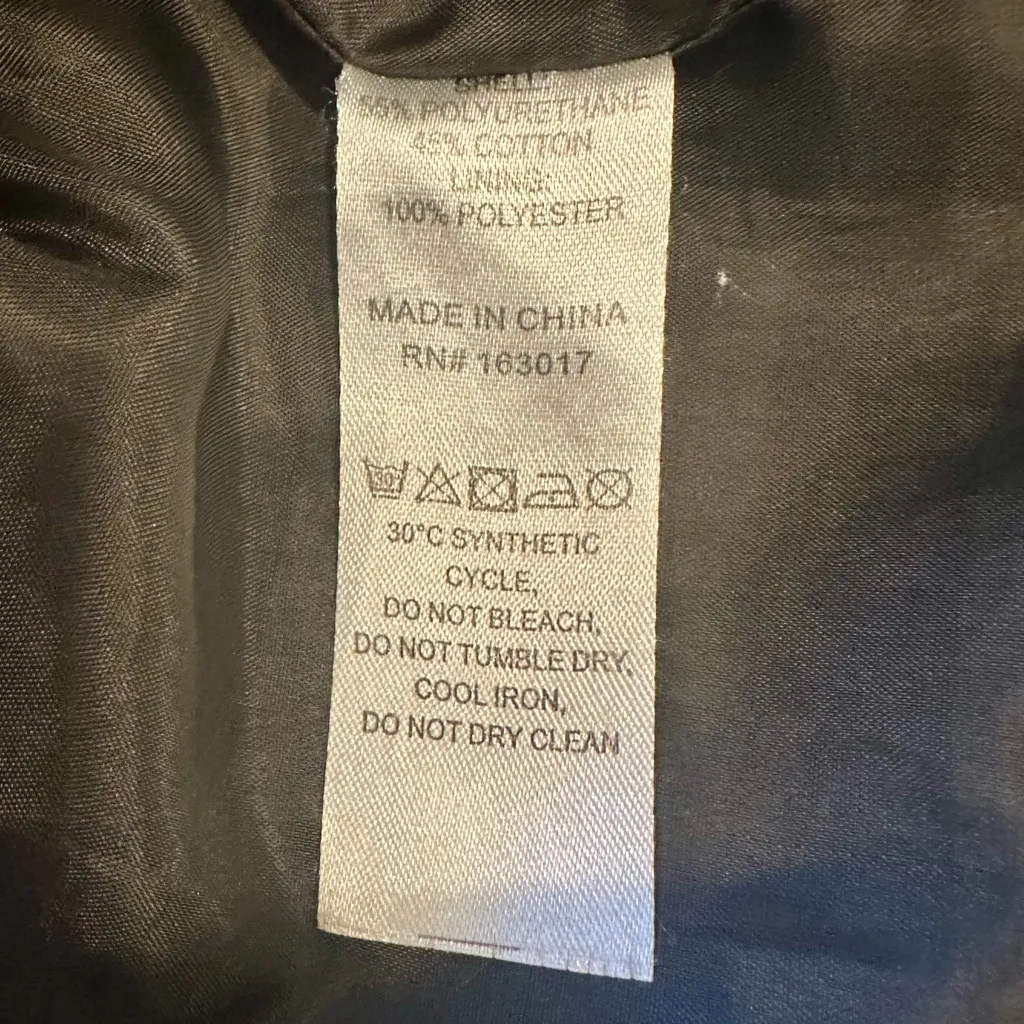 SHELL:
55% POLYURETHANE
45% COTTON
LINING:
100% POLYESTER
MADE IN CHINA
RN# 163017
30
30°C SYNTHETIC
CYCLE,
DO NOT BLEACH,
DO NOT TUMBLE DRY,
COOL IRON,
DO NOT DRY CLEAN